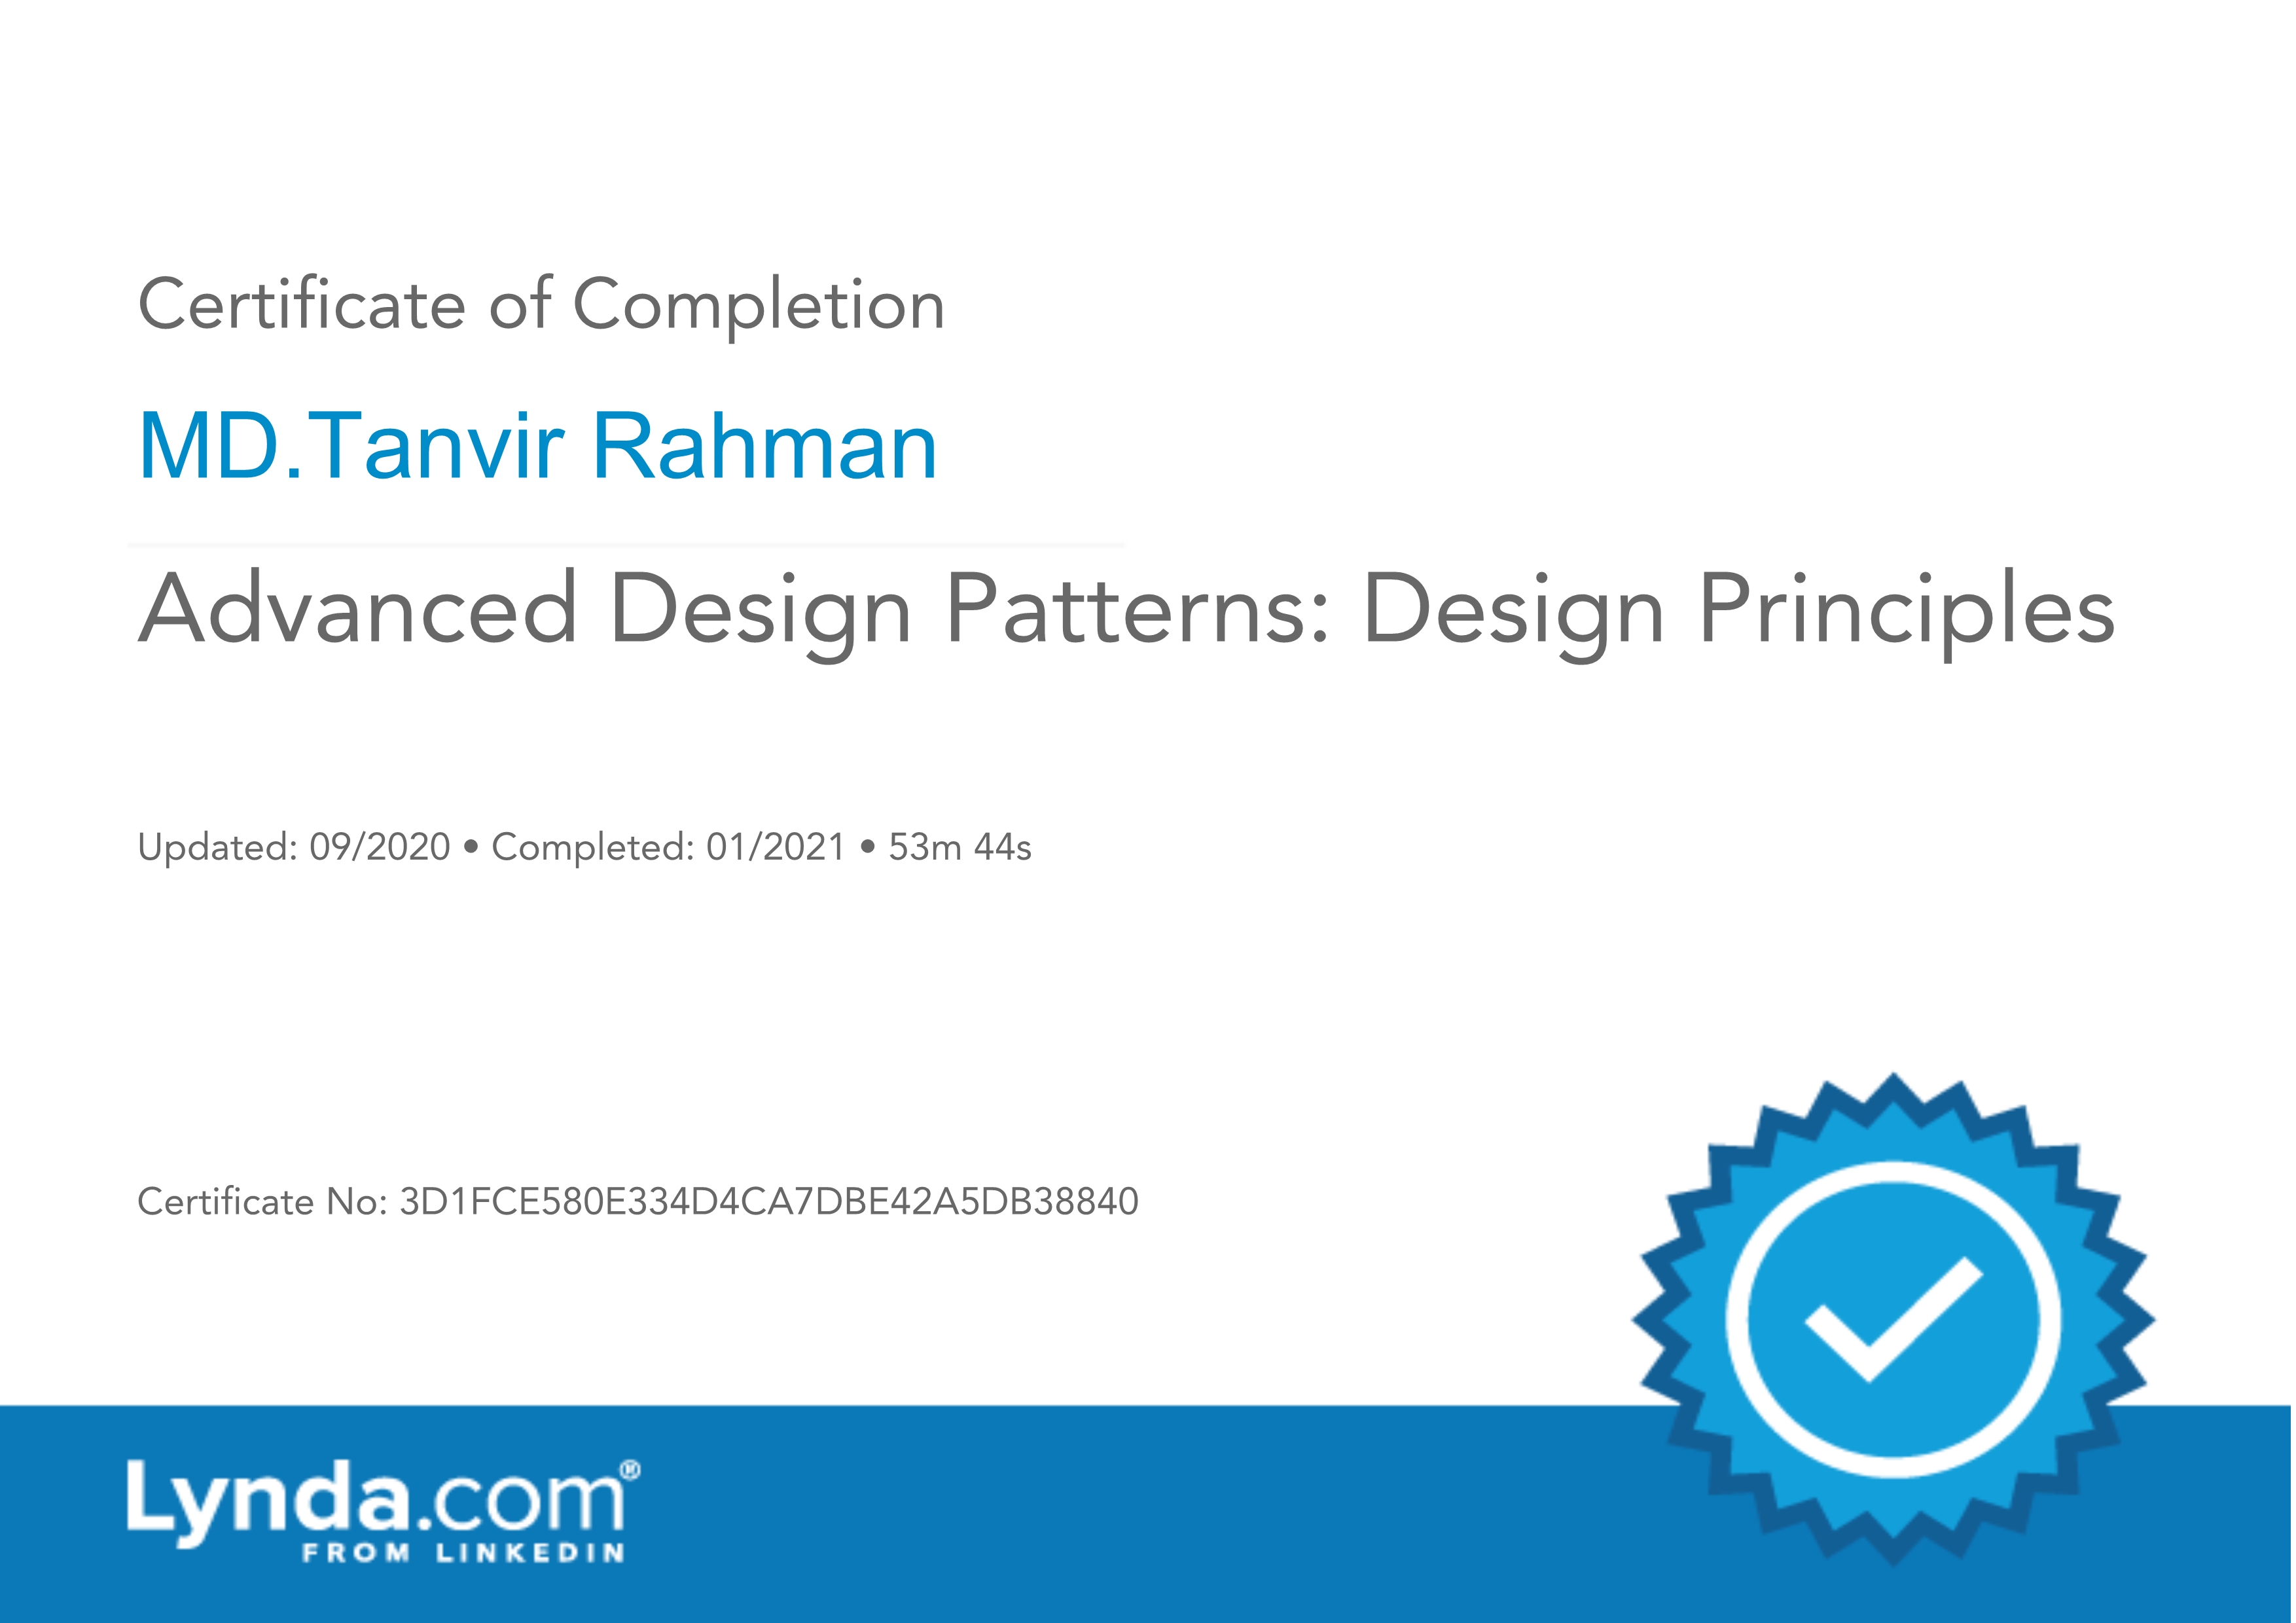 Certificate of Completion
MD.Tanvir Rahman
Advanced Design Patterns: Design Principles
Updated: 09/2020 • Completed: 01/2021 • 53m 44s
Certificate No: 3D1FCE580E334D4CA7DBE42A5DB38840
Lynda.com®
FROM LINKEDIN